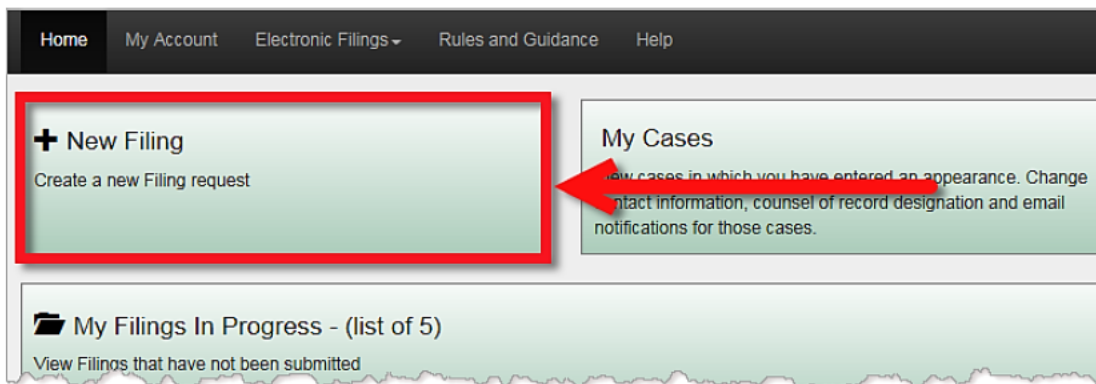 Home My Account Electronic Filings Rules and Guidance Help
New Filing
Create a new Filing request
My Cases
cases in which you have entered an appearance. Change
contact information, counsel of record designation and email
notifications for those cases.
My Filings In Progress - (list of 5)
View Filings that have not been submitted